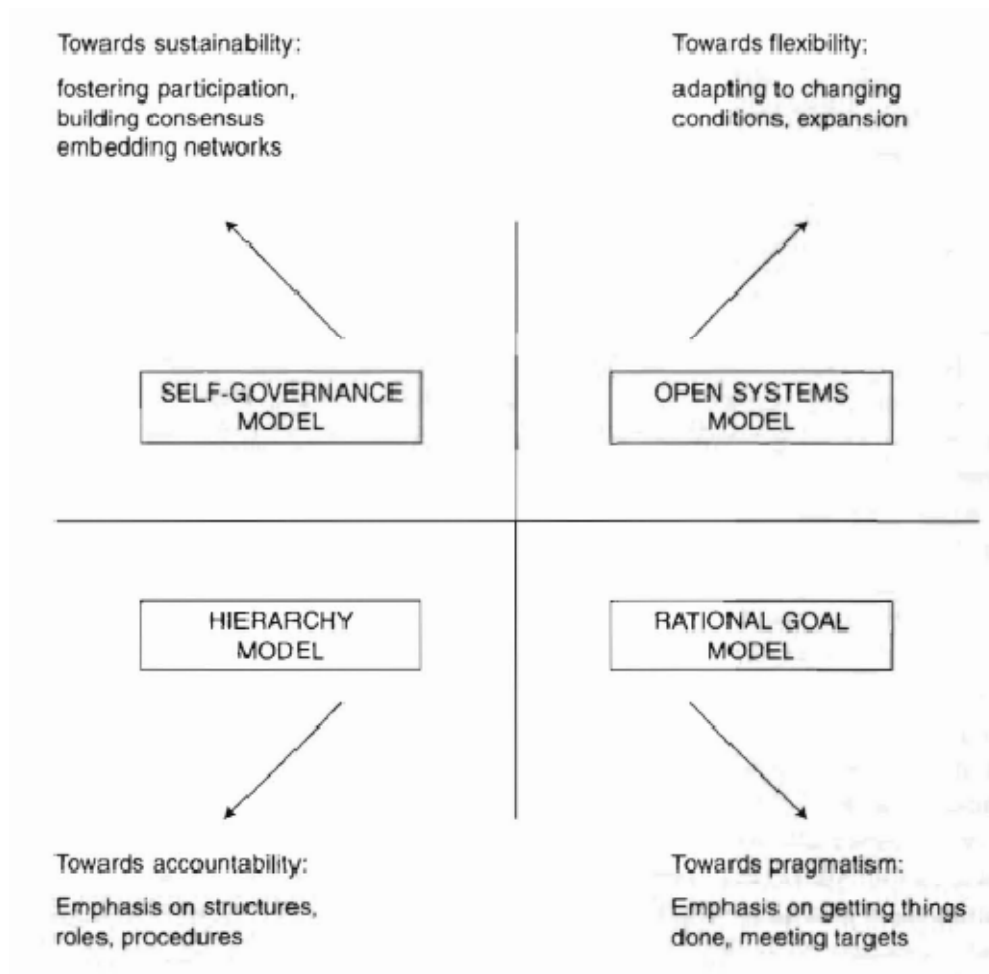 Towards sustainability:
fostering participation,
building consensus
embedding networks
Towards flexibility:
adapting to changing
conditions, expansion
SELF-GOVERNANCE
MODEL
OPEN SYSTEMS
MODEL
HIERARCHY
MODEL
RATIONAL GOAL
MODEL
Towards accountability:
Emphasis on structures,
roles, procedures
Towards pragmatism:
Emphasis on getting things
done, meeting targets